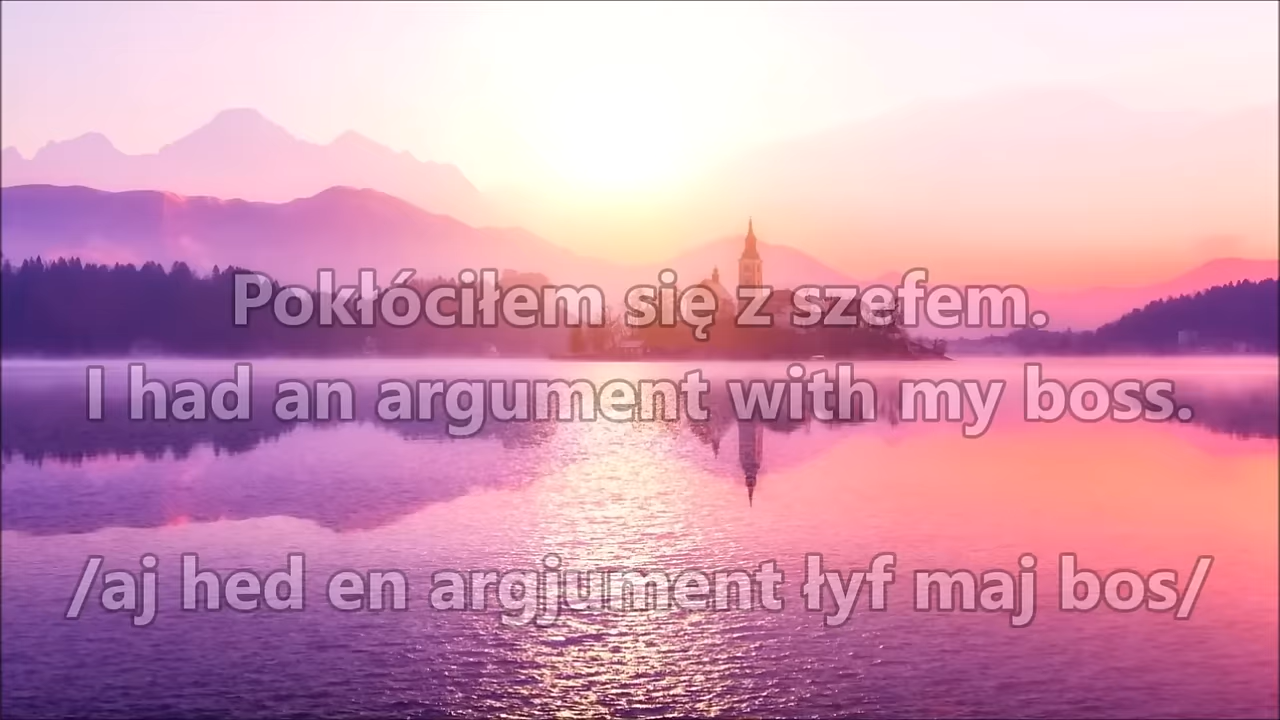 Pokłóciłem się z szefem.
I had an argument with my boss.
/aj hed en argjument łyf maj bos/